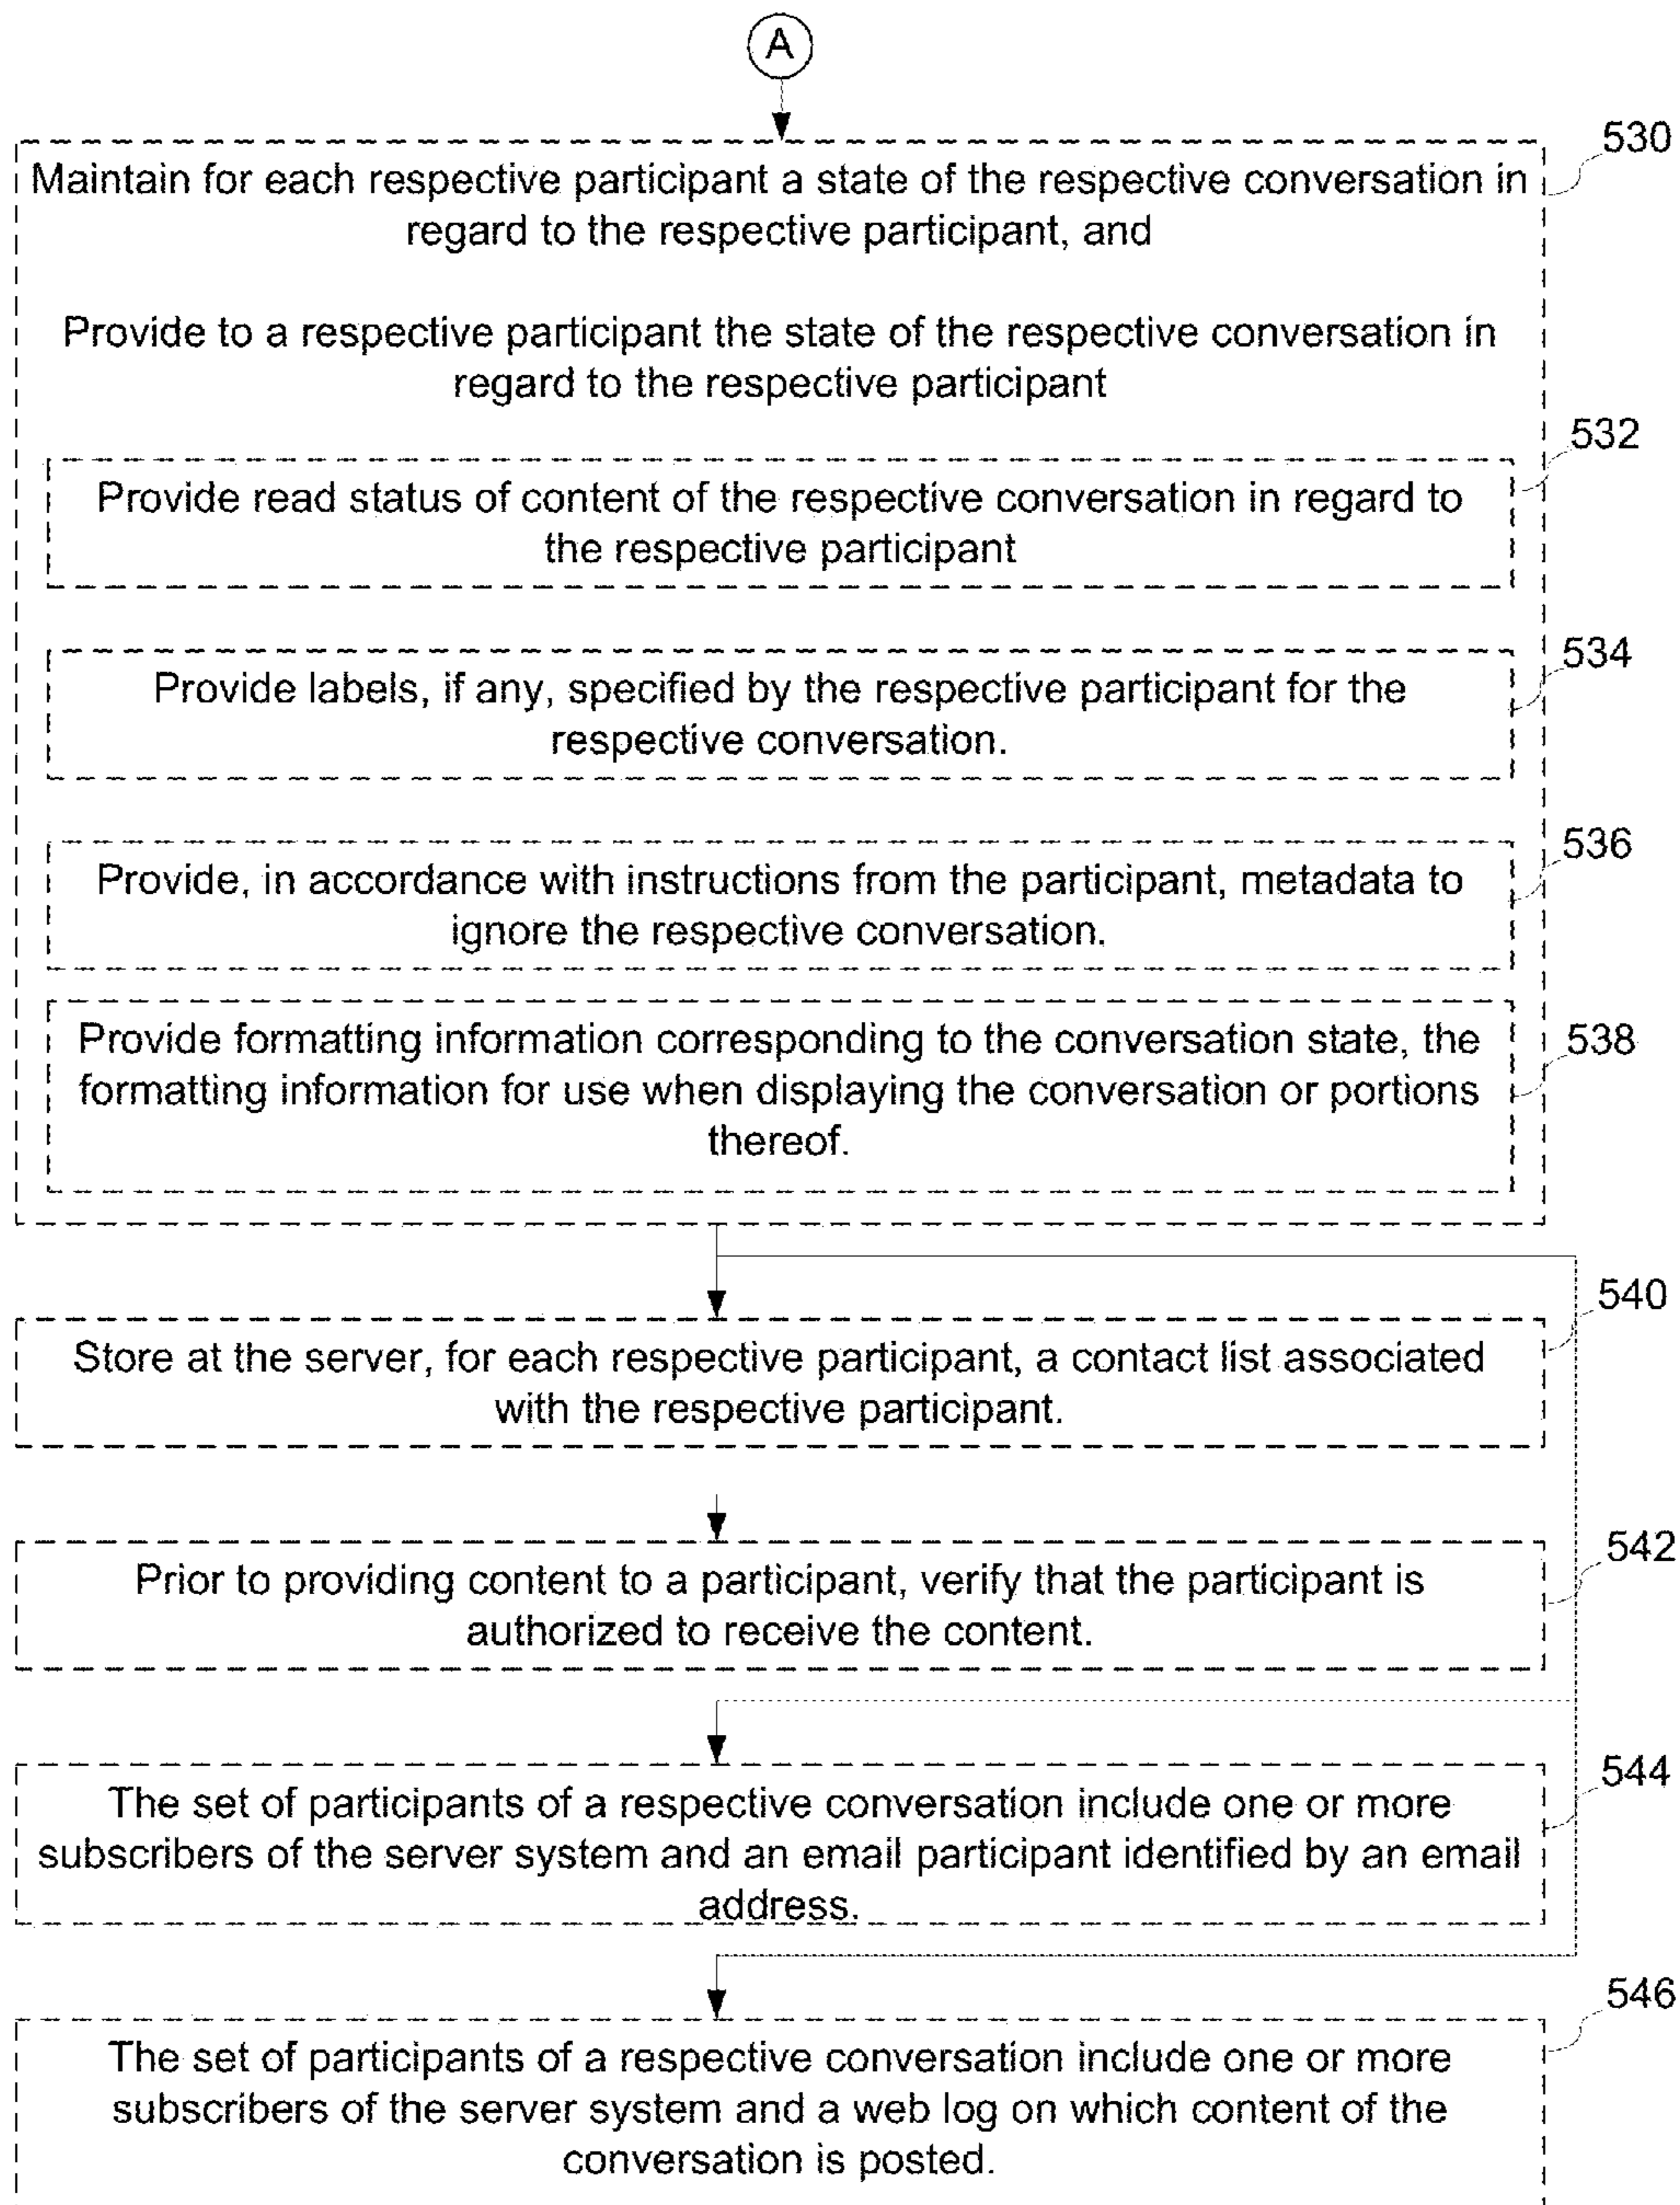 A
530
Maintain for each respective participant a state of the respective conversation in
regard to the respective participant, and
Provide to a respective participant the state of the respective conversation in
regard to the respective participant
532
Provide read status of content of the respective conversation in regard to
the respective participant
534
Provide labels, if any, specified by the respective participant for the
respective conversation.
536
Provide, in accordance with instructions from the participant, metadata to
ignore the respective conversation.
538
Provide formatting information corresponding to the conversation state, the
formatting information for use when displaying the conversation or portions
thereof.
540
Store at the server, for each respective participant, a contact list associated
with the respective participant.
542
Prior to providing content to a participant, verify that the participant is
authorized to receive the content.
544
The set of participants of a respective conversation include one or more
subscribers of the server system and an email participant identified by an email
address.
546
The set of participants of a respective conversation include one or more
subscribers of the server system and a web log on which content of the
conversation is posted.